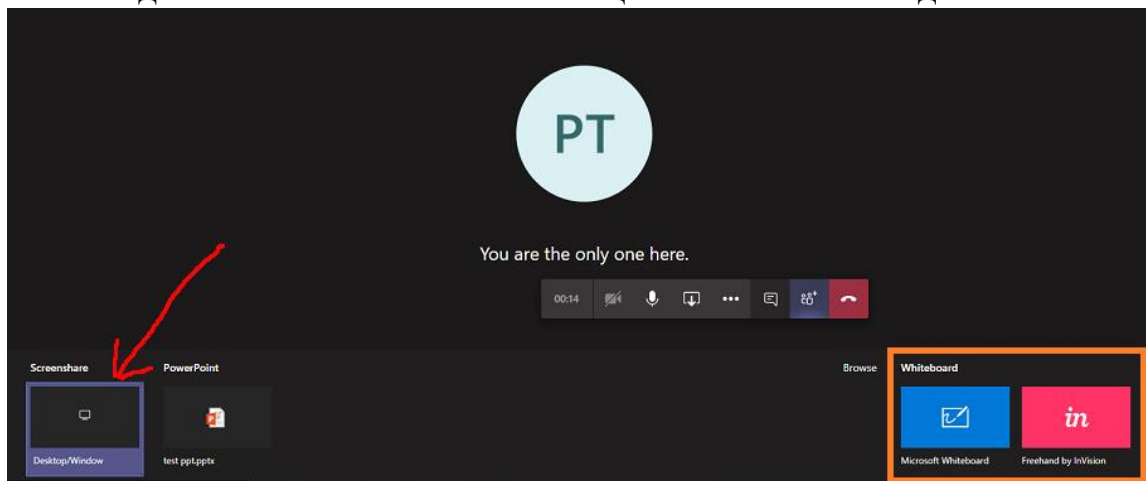 PT
You are the only one here.
00:14
Screenshare
PowerPoint
Browse
Whiteboard
in
Desktop/Window
test ppt.pptx
Microsoft Whiteboard
Freehand by InVision